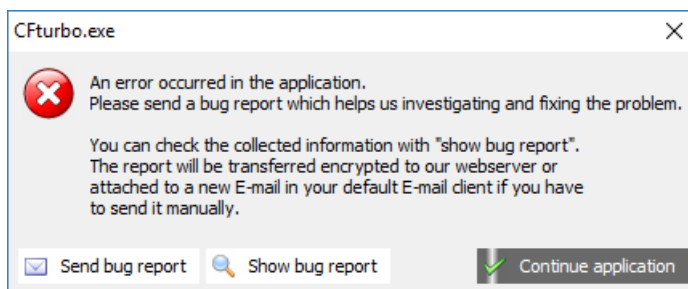 CFturbo.exe
An error occurred in the application.
Please send a bug report which helps us investigating and fixing the problem.
You can check the collected information with "show bug report".
The report will be transferred encrypted to our webserver or
attached to a new E-mail in your default E-mail client if you have
to send it manually.
Send bug report
Show bug report
Continue application